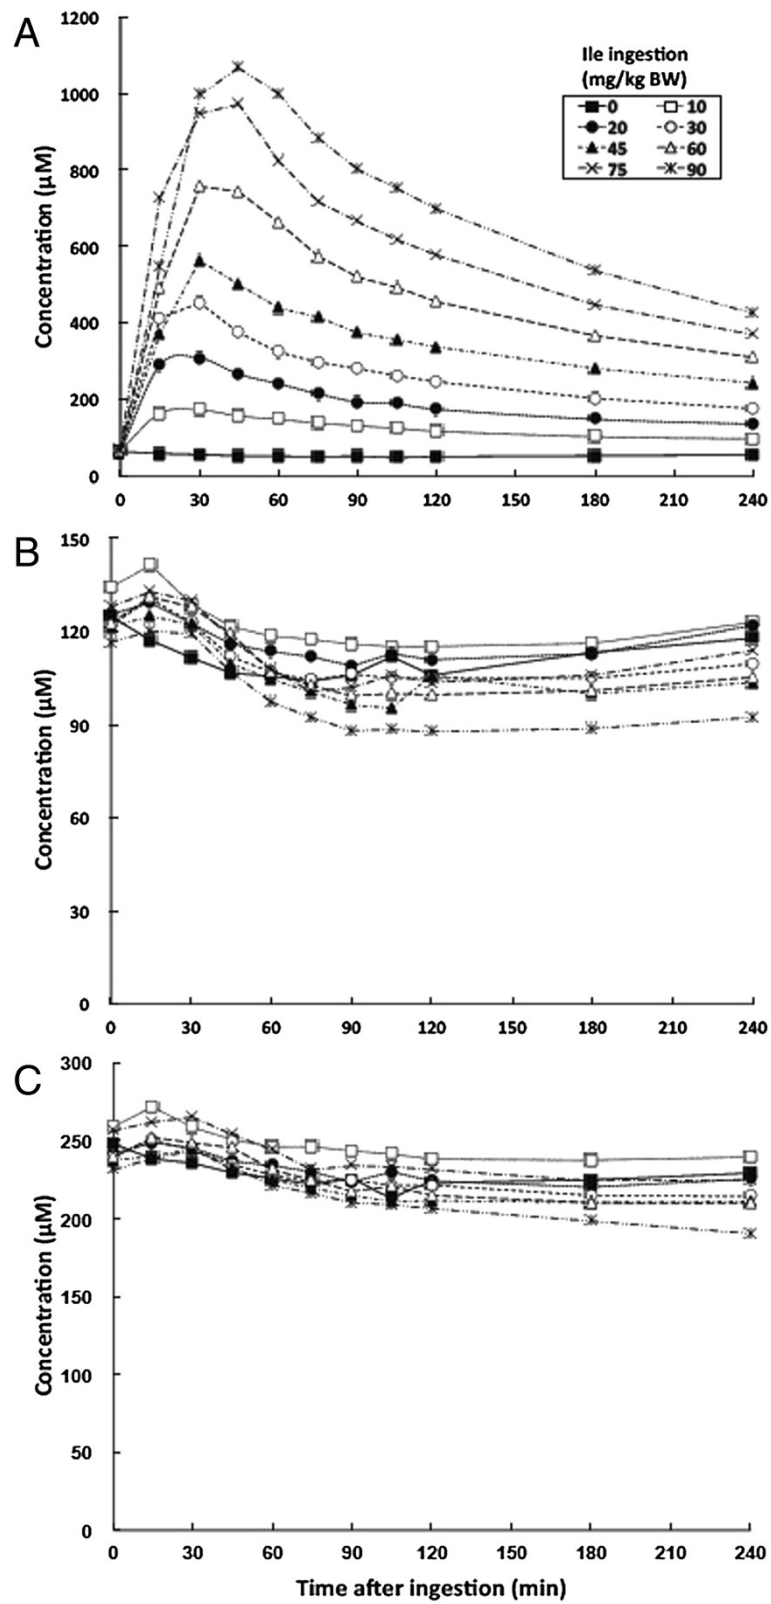 A
1200
1000
800
600
400
200
0
Concentration (μM)
Ile ingestion
(mg/kg BW)
0 10
20 30
45 60
75 90
0 30 60 90 120 150 180 210 240
B
150
120
90
60
30
0
Concentration (μM)
0 30 60 90 120 150 180 210 240
C
300
250
200
150
100
50
0
Concentration (μM)
0 30 60 90 120 150 180 210 240
Time after ingestion (min)